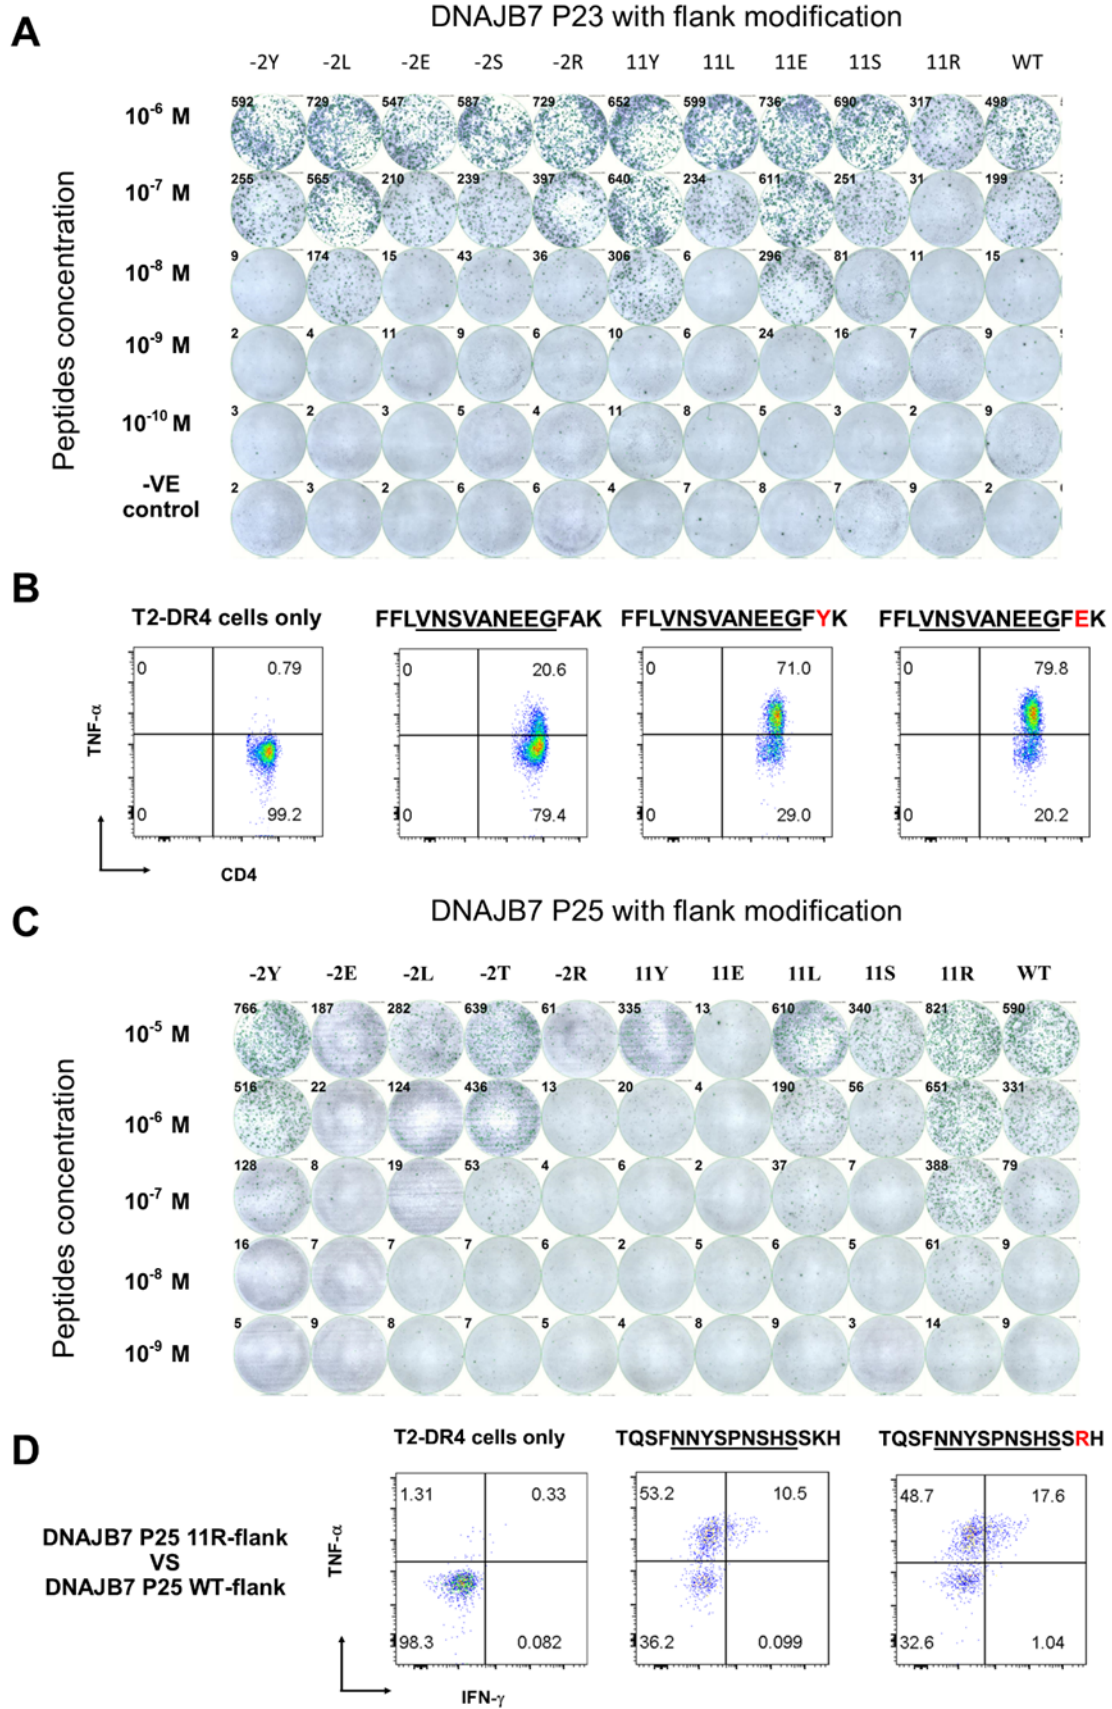 A
DNAJB7 P23 with flank modification
-2Y -2L -2E -2S -2R 11Y 11L 11E 11S 11R WT
Peptides concentration
10⁻⁶ M
592 729 547 587 729 652 599 736 690 317 498
10⁻⁷ M
255 565 210 239 397 640 234 611 251 31 199
10⁻⁸ M
9 174 15 43 36 306 6 296 81 11 15
10⁻⁹ M
2 4 11 9 6 10 6 24 16 7 9
10⁻¹⁰ M
3 2 3 5 4 11 8 5 3 2 9
-VE
control
2 3 2 6 6 4 7 8 7 9 2
B
T2-DR4 cells only
FFLVNSVANEEGFAK
FFLVNSVANEEGFYK
FFLVNSVANEEGFEK
TNF-α
0 0.79
0 99.2
0 20.6
0 79.4
0 71.0
0 29.0
0 79.8
0 20.2
CD4
C
DNAJB7 P25 with flank modification
-2Y -2E -2L -2T -2R 11Y 11E 11L 11S 11R WT
Peptides concentration
10⁻⁵ M
766 187 282 639 61 335 13 610 340 821 590
10⁻⁶ M
516 22 124 436 13 20 4 190 56 651 331
10⁻⁷ M
128 8 19 53 4 6 2 37 7 388 79
10⁻⁸ M
16 7 7 7 6 2 5 6 5 61 9
10⁻⁹ M
5 9 8 7 5 4 8 9 3 14 9
D
T2-DR4 cells only
TQSFNNYSPNSHSSKH
TQSFNNYSPNSHSSRH
DNAJB7 P25 11R-flank
VS
DNAJB7 P25 WT-flank
TNF-α
1.31 0.33
98.3 0.082
53.2 10.5
36.2 0.099
48.7 17.6
32.6 1.04
IFN-γ